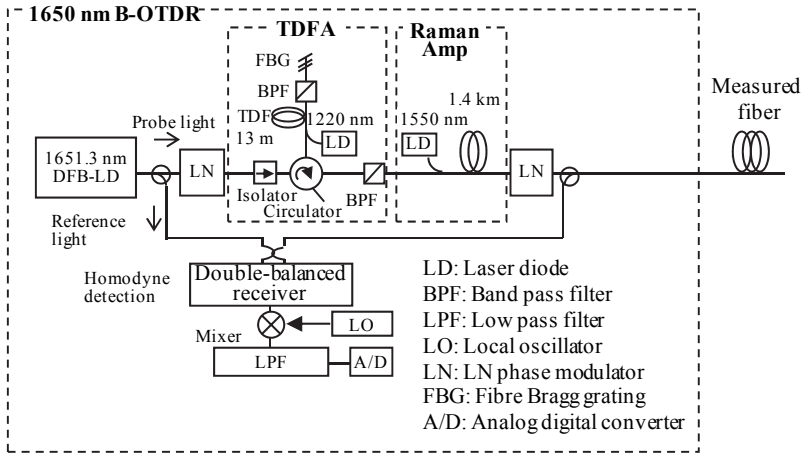 1650 nm B-OTDR
TDFA
Raman
Amp
FBG
BPF
TDF
13 m
1220 nm
LD
1550 nm
LD
1.4 km
Measured
fiber
Probe light
1651.3 nm
DFB-LD
LN
Isolator
Circulator
BPF
LN
Reference
light
Homodyne
detection
Double-balanced
receiver
Mixer
LO
LPF
A/D
LD: Laser diode
BPF: Band pass filter
LPF: Low pass filter
LO: Local oscillator
LN: LN phase modulator
FBG: Fibre Bragg grating
A/D: Analog digital converter